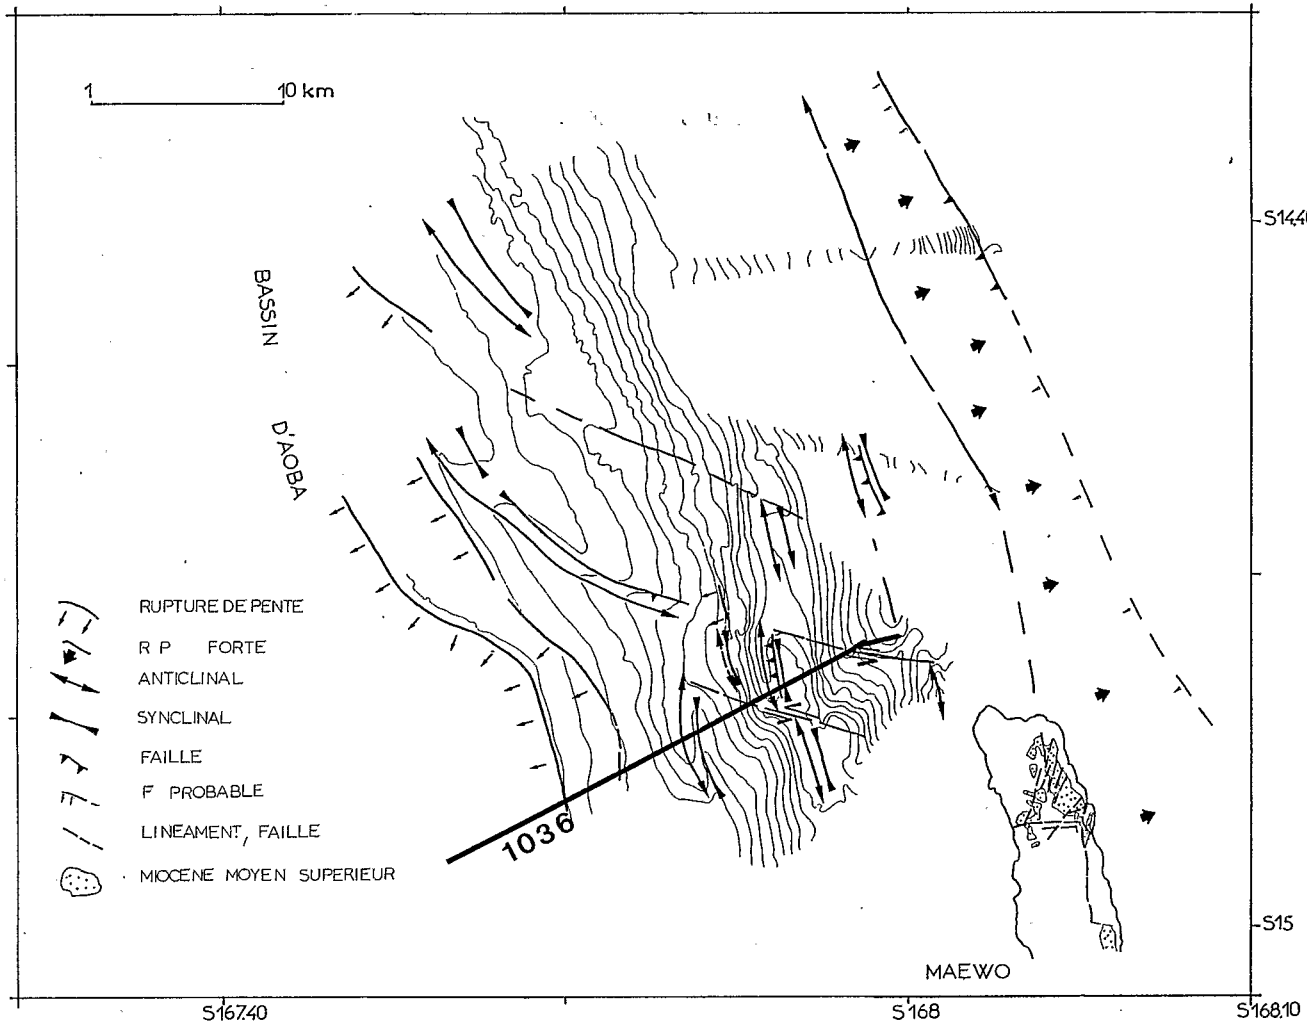 1 10 km
S14.40
BASSIN
D'AOBA
RUPTURE DE PENTE
R P FORTE
ANTICLINAL
SYNCLINAL
FAILLE
F PROBABLE
LINEAMENT, FAILLE
MIOCENE MOYEN SUPERIEUR
1036
S15
MAEWO
S167.40
S168
S168.10